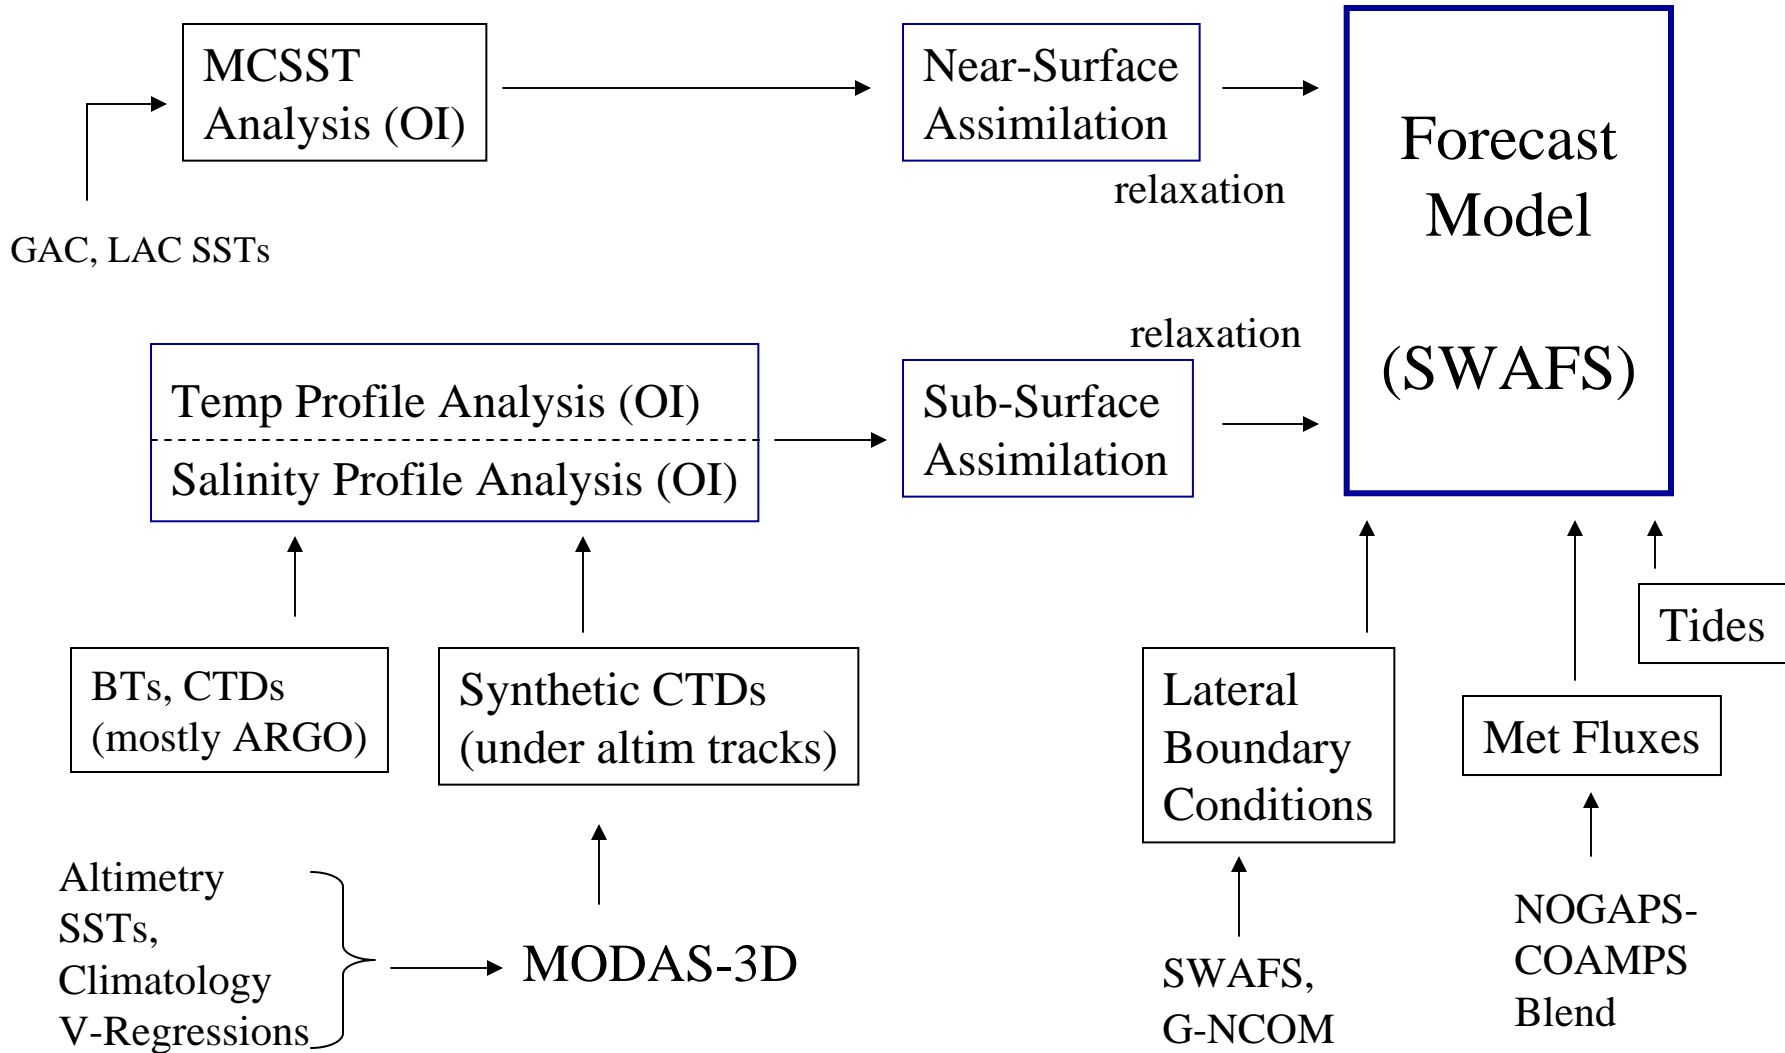 MCSST
Analysis (OI)
Near-Surface
Assimilation
relaxation
Forecast
Model
(SWAFS)
GAC, LAC SSTs
relaxation
Temp Profile Analysis (OI)
Salinity Profile Analysis (OI)
Sub-Surface
Assimilation
BTs, CTDs
(mostly ARGO)
Synthetic CTDs
(under altim tracks)
Lateral
Boundary
Conditions
Met Fluxes
Tides
Altimetry
SSTs,
Climatology
V-Regressions
MODAS-3D
SWAFS,
G-NCOM
NOGAPS-
COAMPS
Blend